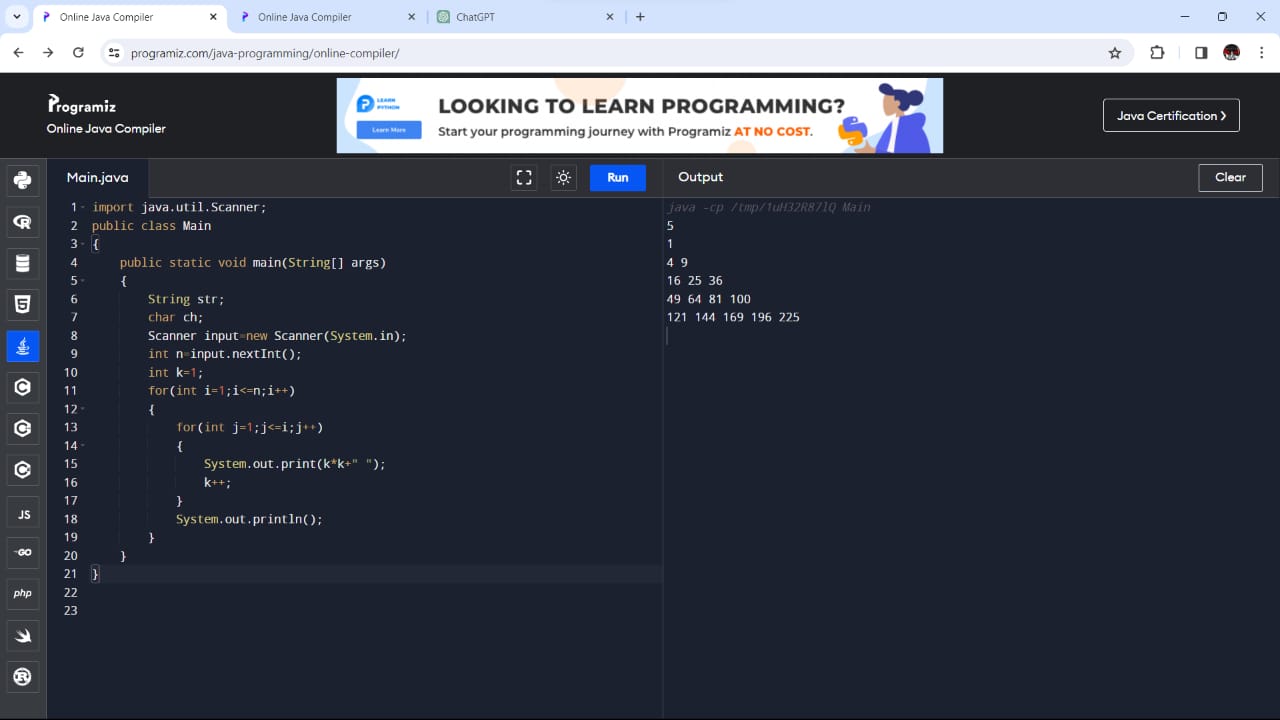 Online Java Compiler
Online Java Compiler
ChatGPT
programiz.com/java-programming/online-compiler/
Programiz
Online Java Compiler
LEARN
PYTHON
Learn More
LOOKING TO LEARN PROGRAMMING?
Start your programming journey with Programiz AT NO COST.
Java Certification ›
Main.java
Run
Output
Clear
1 import java.util.Scanner;
2 public class Main
3 {
4 public static void main(String[] args)
5 {
6 String str;
7 char ch;
8 Scanner input=new Scanner(System.in);
9 int n=input.nextInt();
10 int k=1;
11 for(int i=1;i<=n;i++)
12 {
13 for(int j=1;j<=i;j++)
14 {
15 System.out.print(k*k+" ");
16 k++;
17 }
18 System.out.println();
19 }
20 }
21 }
22
23
java -cp /tmp/1uH32R87lQ Main
5
1
4 9
16 25 36
49 64 81 100
121 144 169 196 225
JS
GO
php